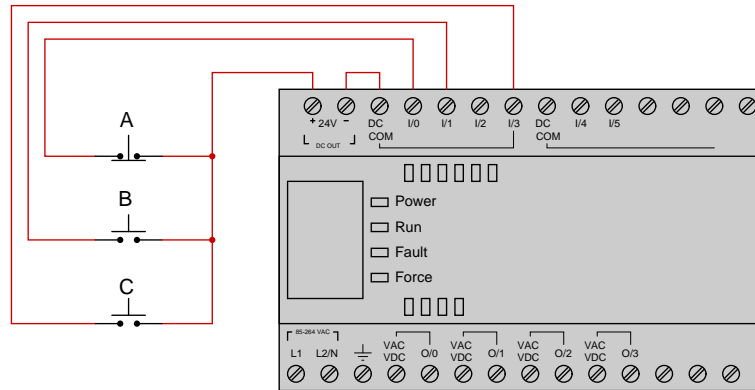 A
B
C
+ 24V -
DC COM
I/0
I/1
I/2
I/3
DC COM
I/4
I/5
DC OUT
Power
Run
Fault
Force
85-264 VAC
L1
L2/N
VAC VDC
O/0
VAC VDC
O/1
VAC VDC
O/2
VAC VDC
O/3